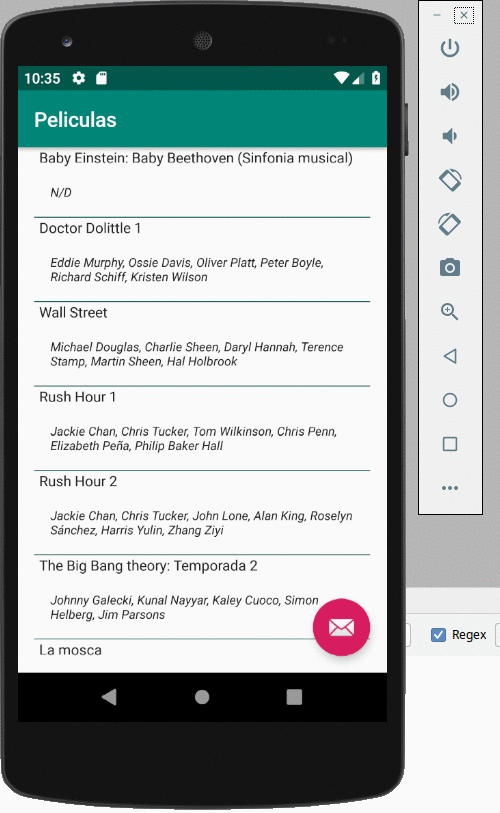 10:35
Peliculas
Baby Einstein: Baby Beethoven (Sinfonia musical)
N/D
Doctor Dolittle 1
Eddie Murphy, Ossie Davis, Oliver Platt, Peter Boyle,
Richard Schiff, Kristen Wilson
Wall Street
Michael Douglas, Charlie Sheen, Daryl Hannah, Terence
Stamp, Martin Sheen, Hal Holbrook
Rush Hour 1
Jackie Chan, Chris Tucker, Tom Wilkinson, Chris Penn,
Elizabeth Peña, Philip Baker Hall
Rush Hour 2
Jackie Chan, Chris Tucker, John Lone, Alan King, Roselyn
Sánchez, Harris Yulin, Zhang Ziyi
The Big Bang theory: Temporada 2
Johnny Galecki, Kunal Nayyar, Kaley Cuoco, Simon
Helberg, Jim Parsons
La mosca
Regex